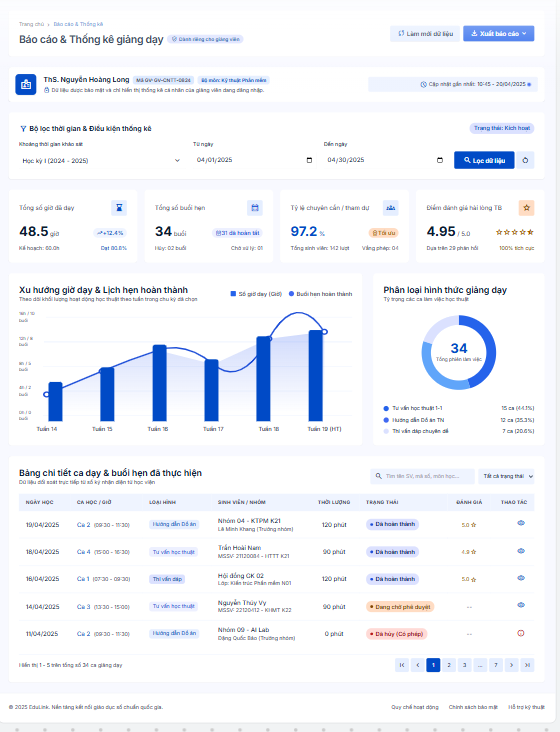 Trang chủ › Báo cáo & Thống kê
Báo cáo & Thống kê giảng dạy
Dành riêng cho giảng viên
Làm mới dữ liệu
Xuất báo cáo
ThS. Nguyễn Hoàng Long
Mã GV: GV-CNTT-0824
Bộ môn: Kỹ thuật Phần mềm
Dữ liệu được bảo mật và chỉ hiển thị thống kê cá nhân của giảng viên đang đăng nhập.
Cập nhật gần nhất: 10:45 - 20/04/2025
Bộ lọc thời gian & Điều kiện thống kê
Trạng thái: Kích hoạt
Khoảng thời gian khảo sát
Từ ngày
Đến ngày
Học kỳ I (2024 - 2025)
04/01/2025
04/30/2025
Lọc dữ liệu
Tổng số giờ đã dạy
48.5 giờ
+12.4%
Kế hoạch: 60.0h
Đạt 80.8%
Tổng số buổi hẹn
34 buổi
31 đã hoàn tất
Hủy: 02 buổi
Chờ xử lý: 01
Tỷ lệ chuyên cần / tham dự
97.2 %
Tối ưu
Tổng sinh viên: 142 lượt
Vắng phép: 04
Điểm đánh giá hài lòng TB
4.95 / 5.0
Dựa trên 29 phản hồi
100% tích cực
Xu hướng giờ dạy & Lịch hẹn hoàn thành
Theo dõi khối lượng hoạt động học thuật theo tuần trong chu kỳ đã chọn
Số giờ dạy (Giờ)
Buổi hẹn hoàn thành
buổi
buổi
buổi
buổi
buổi
Tuần 14
Tuần 15
Tuần 16
Tuần 17
Tuần 18
Tuần 19 (HT)
Phân loại hình thức giảng dạy
Tỷ trọng các ca làm việc học thuật
34
Tổng phiên làm việc
Tư vấn học thuật 1-1
15 ca (44.1%)
Hướng dẫn Đồ án TN
12 ca (35.3%)
Thi vấn đáp chuyên đề
7 ca (20.6%)
Bảng chi tiết ca dạy & buổi hẹn đã thực hiện
Dữ liệu đối soát trực tiếp từ sổ ký nhận điện tử học viên
Tìm tên SV, mã số, môn học...
Tất cả trạng thái
NGÀY HỌC
CA HỌC / GIỜ
LOẠI HÌNH
SINH VIÊN / NHÓM
THỜI LƯỢNG
TRẠNG THÁI
ĐÁNH GIÁ
THAO TÁC
19/04/2025
Ca 2 (09:30 - 11:30)
Hướng dẫn Đồ án
Nhóm 04 - KTPM K21
Lê Minh Khang (Trưởng nhóm)
120 phút
Đã hoàn thành
5.0
18/04/2025
Ca 4 (15:00 - 16:30)
Tư vấn học thuật
Trần Hoài Nam
MSSV: 21120084 - HTTT K21
90 phút
Đã hoàn thành
4.9
16/04/2025
Ca 1 (07:30 - 09:30)
Thi vấn đáp
Hội đồng GK 02
Lớp: Kiến trúc Phần mềm N01
120 phút
Đã hoàn thành
5.0
14/04/2025
Ca 3 (13:30 - 15:00)
Tư vấn học thuật
Nguyễn Thúy Vy
MSSV: 22120412 - KHMT K22
90 phút
Đang chờ phê duyệt
--
11/04/2025
Ca 2 (09:30 - 11:30)
Hướng dẫn Đồ án
Nhóm 09 - AI Lab
Đặng Quốc Bảo (Trưởng nhóm)
0 phút
Đã hủy (Có phép)
--
Hiển thị 1 - 5 trên tổng số 34 ca giảng dạy
1
2
3
...
7
© 2025 EduLink. Nền tảng kết nối giáo dục số chuẩn quốc gia.
Quy chế hoạt động
Chính sách bảo mật
Hỗ trợ kỹ thuật